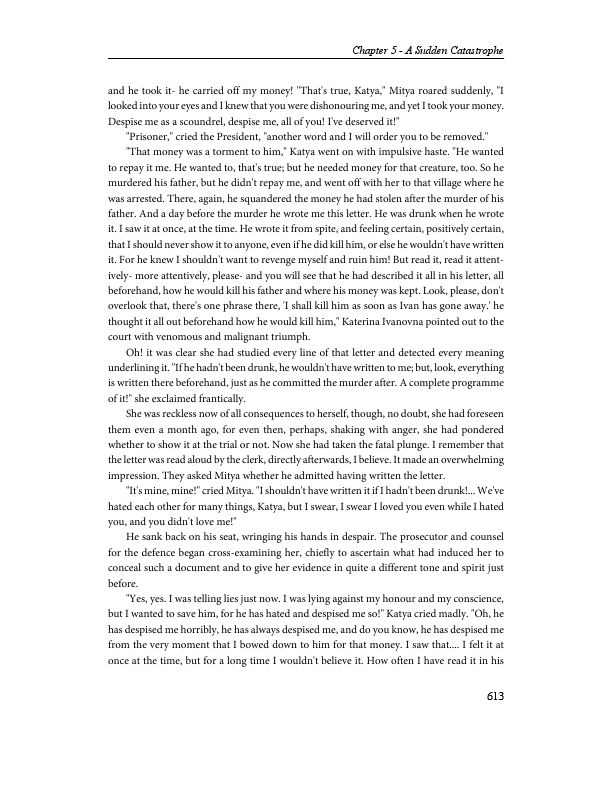 Chapter 5 - A Sudden Catastrophe
and he took it- he carried off my money! "That's true, Katya," Mitya roared suddenly, "I
looked into your eyes and I knew that you were dishonouring me, and yet I took your money.
Despise me as a scoundrel, despise me, all of you! I've deserved it!"
"Prisoner," cried the President, "another word and I will order you to be removed."
"That money was a torment to him," Katya went on with impulsive haste. "He wanted
to repay it me. He wanted to, that's true; but he needed money for that creature, too. So he
murdered his father, but he didn't repay me, and went off with her to that village where he
was arrested. There, again, he squandered the money he had stolen after the murder of his
father. And a day before the murder he wrote me this letter. He was drunk when he wrote
it. I saw it at once, at the time. He wrote it from spite, and feeling certain, positively certain,
that I should never show it to anyone, even if he did kill him, or else he wouldn't have written
it. For he knew I shouldn't want to revenge myself and ruin him! But read it, read it attent-
ively- more attentively, please- and you will see that he had described it all in his letter, all
beforehand, how he would kill his father and where his money was kept. Look, please, don't
overlook that, there's one phrase there, 'I shall kill him as soon as Ivan has gone away.' he
thought it all out beforehand how he would kill him," Katerina Ivanovna pointed out to the
court with venomous and malignant triumph.
Oh! it was clear she had studied every line of that letter and detected every meaning
underlining it. "If he hadn't been drunk, he wouldn't have written to me; but, look, everything
is written there beforehand, just as he committed the murder after. A complete programme
of it!" she exclaimed frantically.
She was reckless now of all consequences to herself, though, no doubt, she had foreseen
them even a month ago, for even then, perhaps, shaking with anger, she had pondered
whether to show it at the trial or not. Now she had taken the fatal plunge. I remember that
the letter was read aloud by the clerk, directly afterwards, I believe. It made an overwhelming
impression. They asked Mitya whether he admitted having written the letter.
"It's mine, mine!" cried Mitya. "I shouldn't have written it if I hadn't been drunk!... We've
hated each other for many things, Katya, but I swear, I swear I loved you even while I hated
you, and you didn't love me!"
He sank back on his seat, wringing his hands in despair. The prosecutor and counsel
for the defence began cross-examining her, chiefly to ascertain what had induced her to
conceal such a document and to give her evidence in quite a different tone and spirit just
before.
"Yes, yes. I was telling lies just now. I was lying against my honour and my conscience,
but I wanted to save him, for he has hated and despised me so!" Katya cried madly. "Oh, he
has despised me horribly, he has always despised me, and do you know, he has despised me
from the very moment that I bowed down to him for that money. I saw that.... I felt it at
once at the time, but for a long time I wouldn't believe it. How often I have read it in his
613